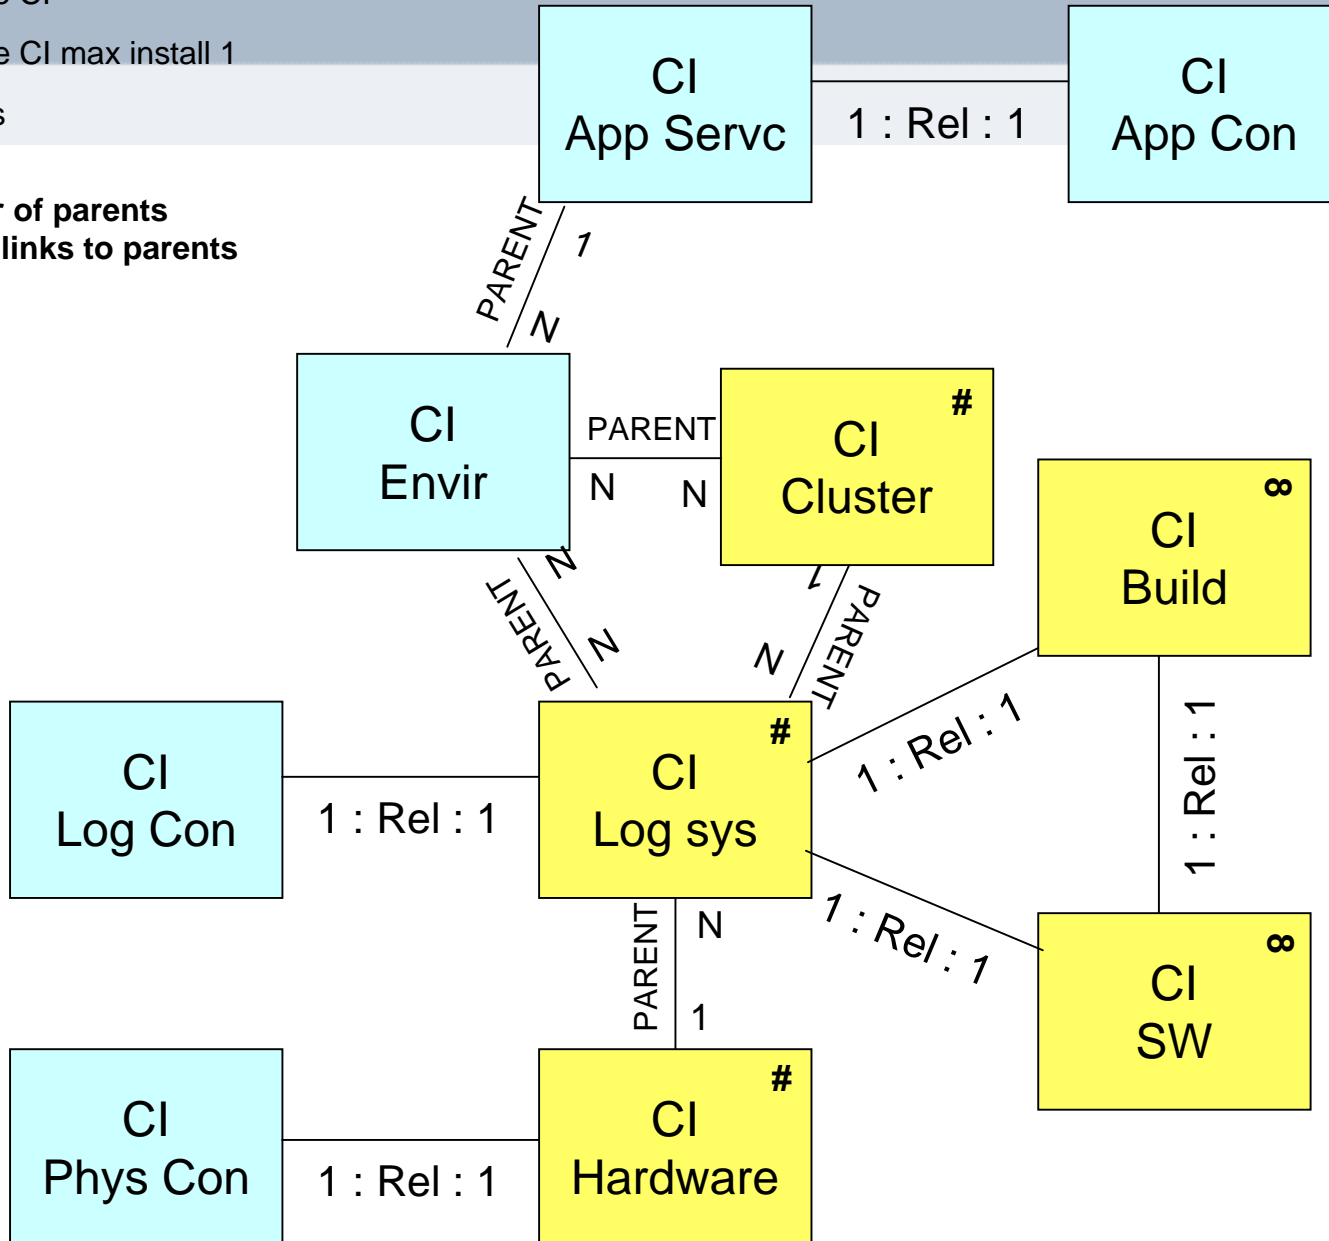 CI
e CI max install 1
s
r of parents
links to parents
CI
App Servc
1 : Rel : 1
CI
App Con
PARENT
1
N
CI
Envir
PARENT
N
N
#
CI
Cluster
∞
CI
Build
PARENT
N
N
1
PARENT
N
CI
Log Con
1 : Rel : 1
#
CI
Log sys
1 : Rel : 1
1 : Rel : 1
1 : Rel : 1
PARENT
N
1
∞
CI
SW
CI
Phys Con
1 : Rel : 1
#
CI
Hardware